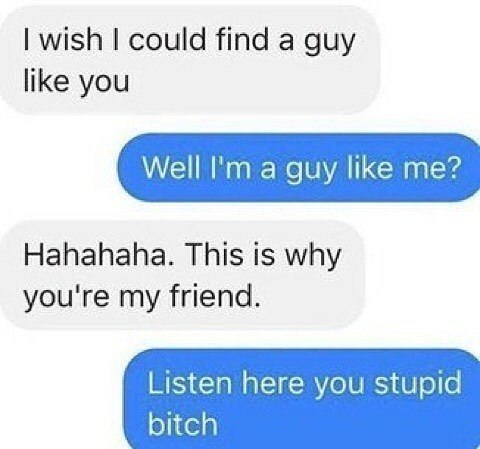 I wish I could find a guy
like you
Well I'm a guy like me?
Hahahaha. This is why
you're my friend.
Listen here you stupid
bitch